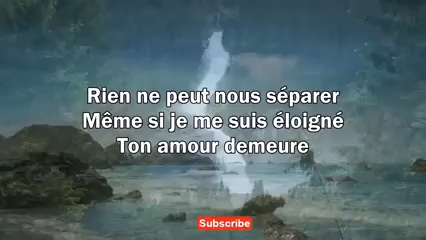 Rien ne peut nous séparer
Même si je me suis éloigné
Ton amour demeure
Subscribe